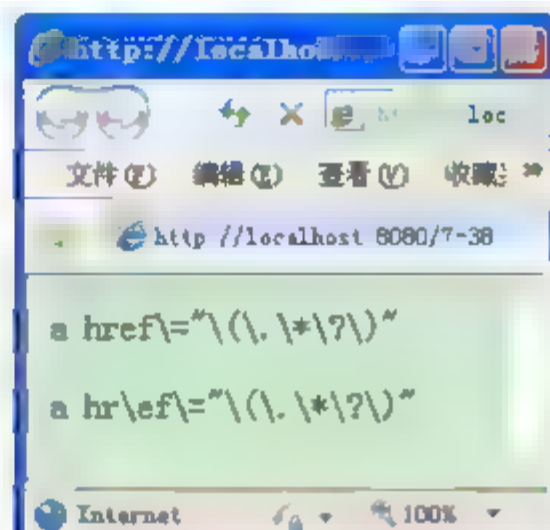 http://localho
loc
文件(F) 编辑(E) 查看(V) 收藏 »
http //localhost 8080/7-38
a href\="\(\.\*\?\)"
a hr\ef\="\(\.\*\?\)"
Internet 100%